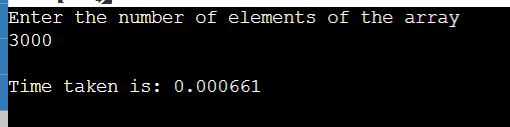 Enter the number of elements of the array
3000
Time taken is: 0.000661